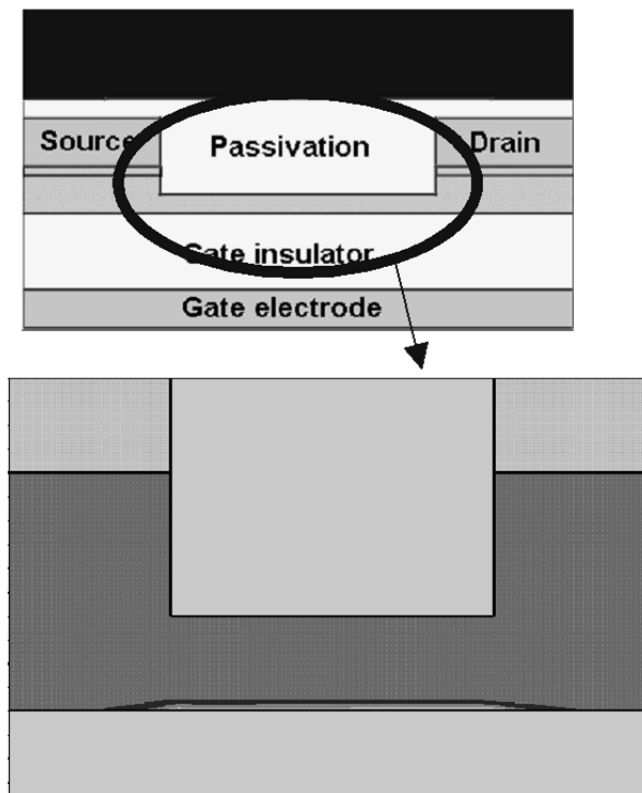 Source
Passivation
Drain
Gate insulator
Gate electrode